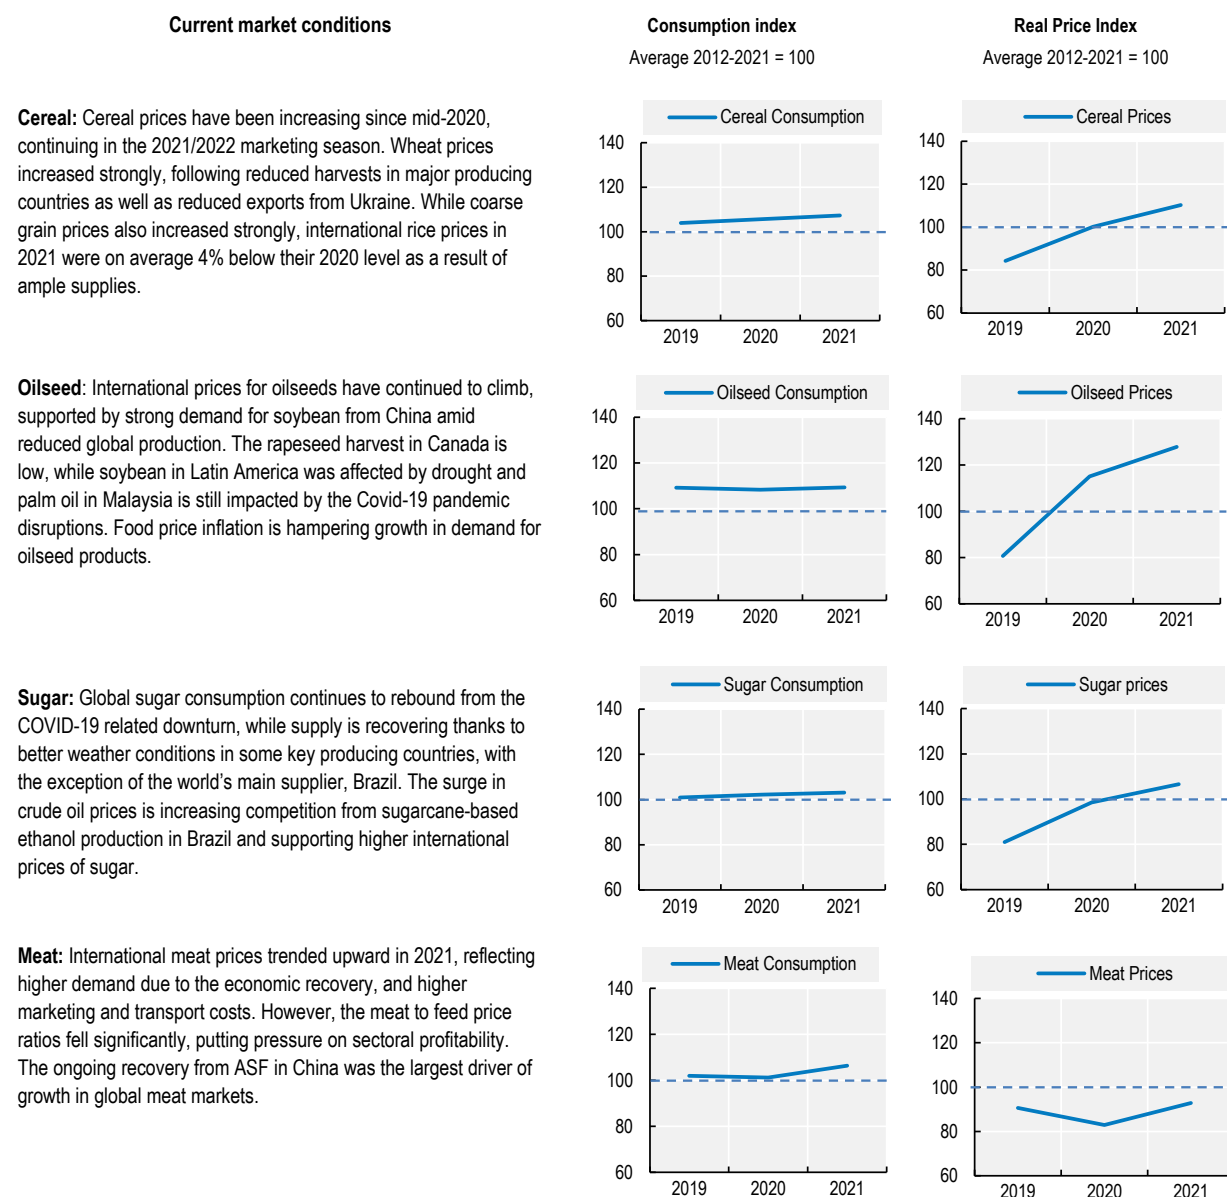 Current market conditions
Consumption index
Real Price Index
Average 2012-2021 = 100
Average 2012-2021 = 100
Cereal: Cereal prices have been increasing since mid-2020,
continuing in the 2021/2022 marketing season. Wheat prices
increased strongly, following reduced harvests in major producing
countries as well as reduced exports from Ukraine. While coarse
grain prices also increased strongly, international rice prices in
2021 were on average 4% below their 2020 level as a result of
ample supplies.
Cereal Consumption
140
120
100
80
60
2019 2020 2021
Cereal Prices
140
120
100
80
60
2019 2020 2021
Oilseed: International prices for oilseeds have continued to climb,
supported by strong demand for soybean from China amid
reduced global production. The rapeseed harvest in Canada is
low, while soybean in Latin America was affected by drought and
palm oil in Malaysia is still impacted by the Covid-19 pandemic
disruptions. Food price inflation is hampering growth in demand for
oilseed products.
Oilseed Consumption
140
120
100
80
60
2019 2020 2021
Oilseed Prices
140
120
100
80
60
2019 2020 2021
Sugar: Global sugar consumption continues to rebound from the
COVID-19 related downturn, while supply is recovering thanks to
better weather conditions in some key producing countries, with
the exception of the world's main supplier, Brazil. The surge in
crude oil prices is increasing competition from sugarcane-based
ethanol production in Brazil and supporting higher international
prices of sugar.
Sugar Consumption
140
120
100
80
60
2019 2020 2021
Sugar prices
140
120
100
80
60
2019 2020 2021
Meat: International meat prices trended upward in 2021, reflecting
higher demand due to the economic recovery, and higher
marketing and transport costs. However, the meat to feed price
ratios fell significantly, putting pressure on sectoral profitability.
The ongoing recovery from ASF in China was the largest driver of
growth in global meat markets.
Meat Consumption
140
120
100
80
60
2019 2020 2021
Meat Prices
140
120
100
80
60
2019 2020 2021